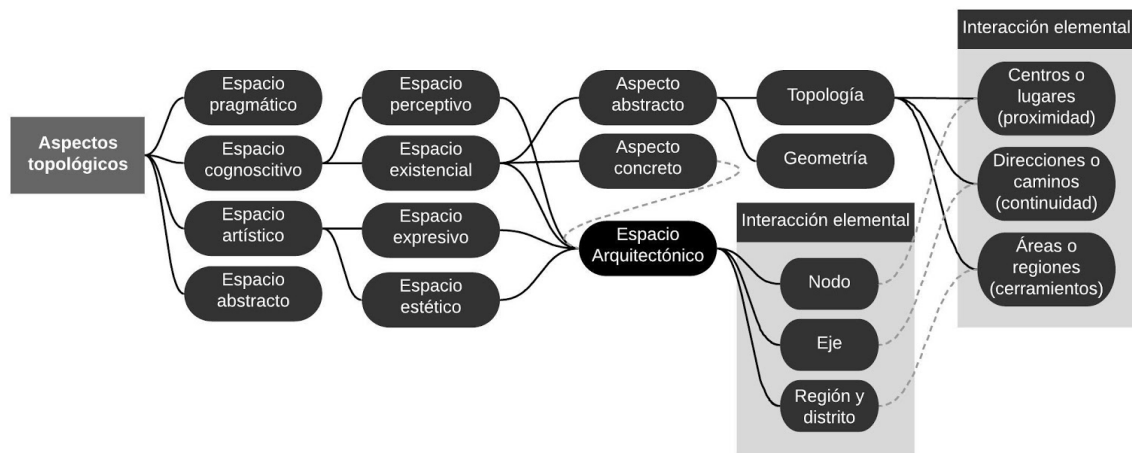 Aspectos
topológicos
Espacio
pragmático
Espacio
cognoscitivo
Espacio
artístico
Espacio
abstracto
Espacio
perceptivo
Espacio
existencial
Espacio
expresivo
Espacio
estético
Aspecto
abstracto
Aspecto
concreto
Espacio
Arquitectónico
Topología
Geometría
Interacción elemental
Nodo
Eje
Región y
distrito
Interacción elemental
Centros o
lugares
(proximidad)
Direcciones o
caminos
(continuidad)
Áreas o
regiones
(cerramientos)